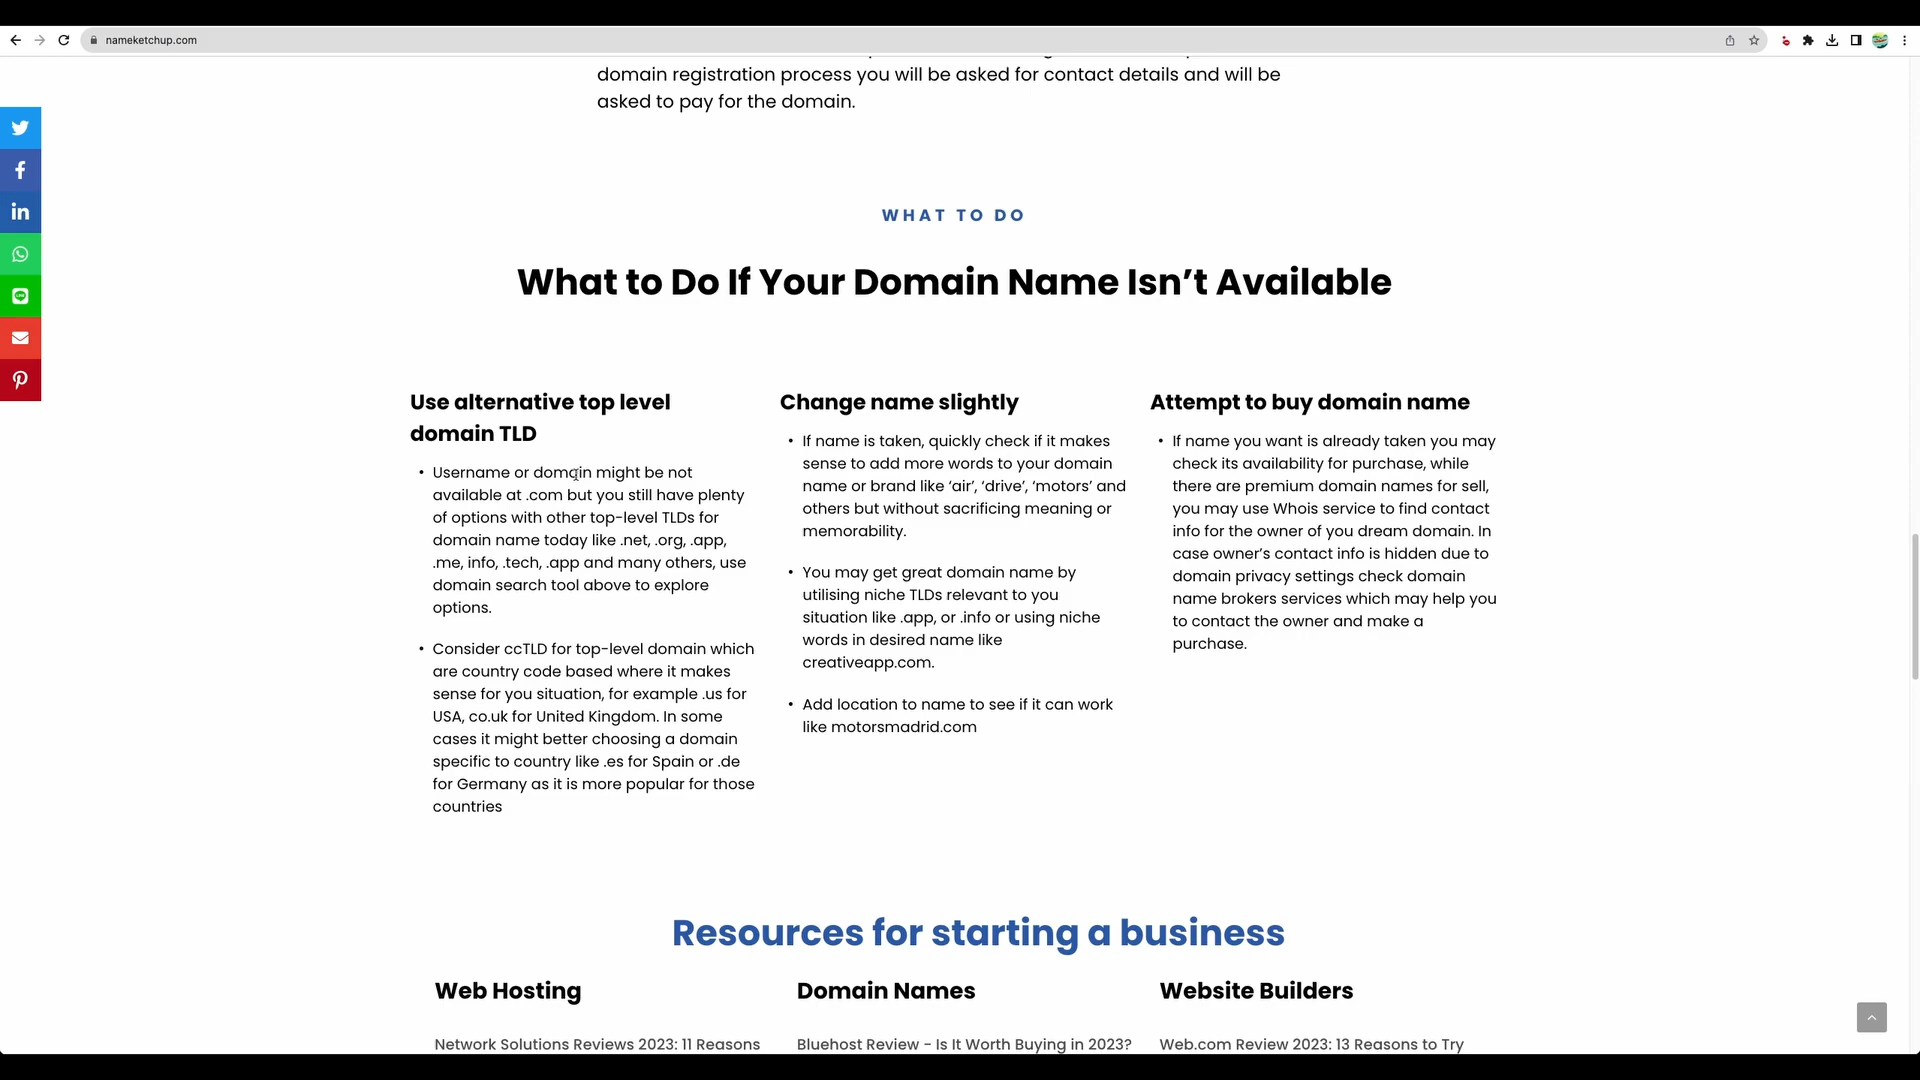 nameketchup.com
domain registration process you will be asked for contact details and will be
asked to pay for the domain.
WHAT TO DO
What to Do If Your Domain Name Isn’t Available
Use alternative top level
domain TLD
• Username or domain might be not
available at .com but you still have plenty
of options with other top-level TLDs for
domain name today like .net, .org, .app,
.me, info, .tech, .app and many others, use
domain search tool above to explore
options.
• Consider ccTLD for top-level domain which
are country code based where it makes
sense for you situation, for example .us for
USA, co.uk for United Kingdom. In some
cases it might better choosing a domain
specific to country like .es for Spain or .de
for Germany as it is more popular for those
countries
Change name slightly
• If name is taken, quickly check if it makes
sense to add more words to your domain
name or brand like ‘air’, ‘drive’, ‘motors’ and
others but without sacrificing meaning or
memorability.
• You may get great domain name by
utilising niche TLDs relevant to you
situation like .app, or .info or using niche
words in desired name like
creativeapp.com.
• Add location to name to see if it can work
like motorsmadrid.com
Attempt to buy domain name
• If name you want is already taken you may
check its availability for purchase, while
there are premium domain names for sell,
you may use Whois service to find contact
info for the owner of you dream domain. In
case owner’s contact info is hidden due to
domain privacy settings check domain
name brokers services which may help you
to contact the owner and make a
purchase.
Resources for starting a business
Web Hosting
Network Solutions Reviews 2023: 11 Reasons
Domain Names
Bluehost Review - Is It Worth Buying in 2023?
Website Builders
Web.com Review 2023: 13 Reasons to Try